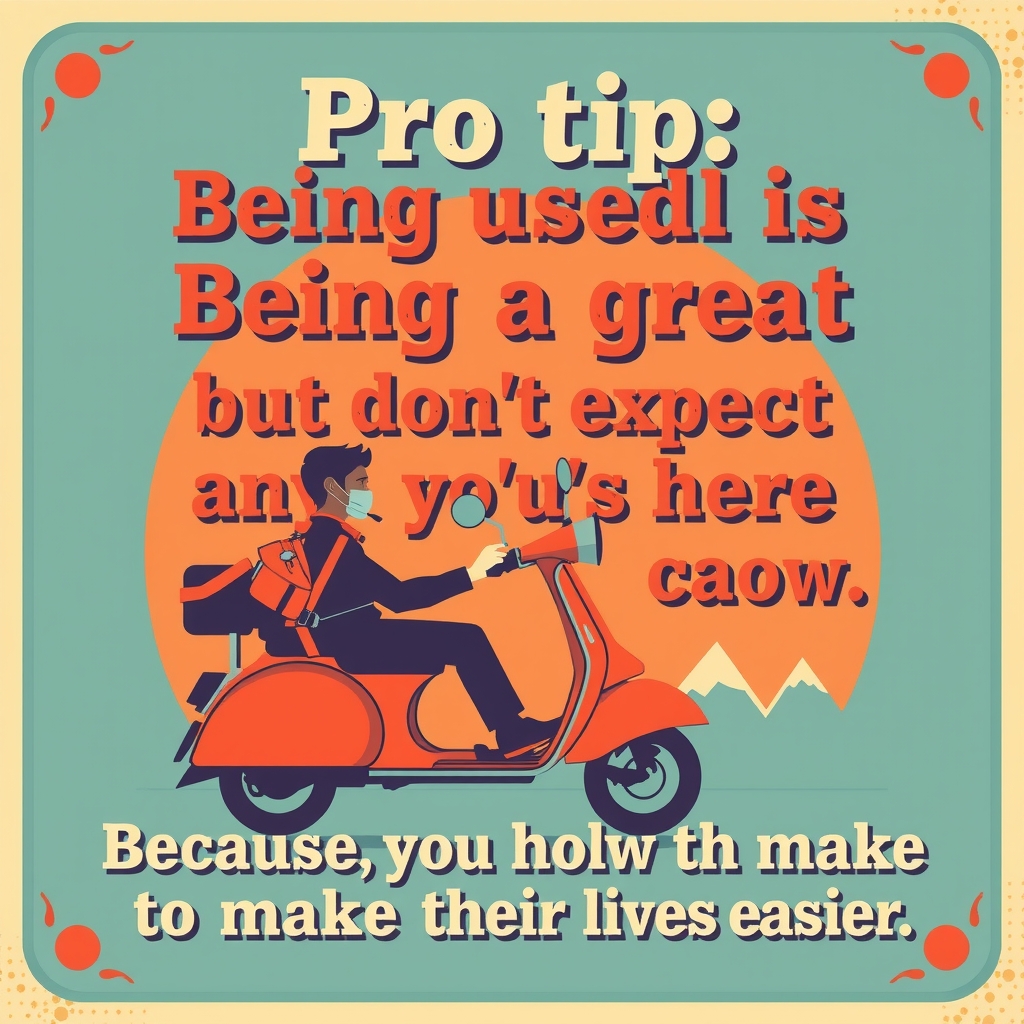 Pro tip:
Being usedl is
Being a great
but don't expect
any yo'u's here
caow.
Because, you holw th make
to make their lives easier.